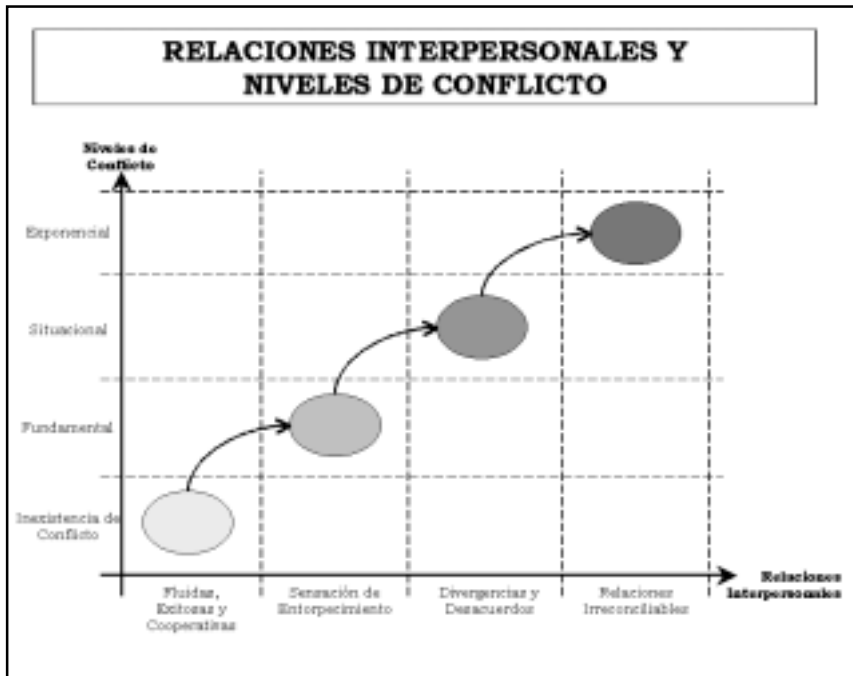 RELACIONES INTERPERSONALES Y
NIVELES DE CONFLICTO
Niveles de
Conflicto
Exponencial
Situacional
Fundamental
Inexistencia de
Conflicto
Fluidas,
Exitosas y
Cooperativas
Sensación de
Entorpecimiento
Divergencias y
Desacuerdos
Relaciones
Irreconciliables
Relaciones
Interpersonales